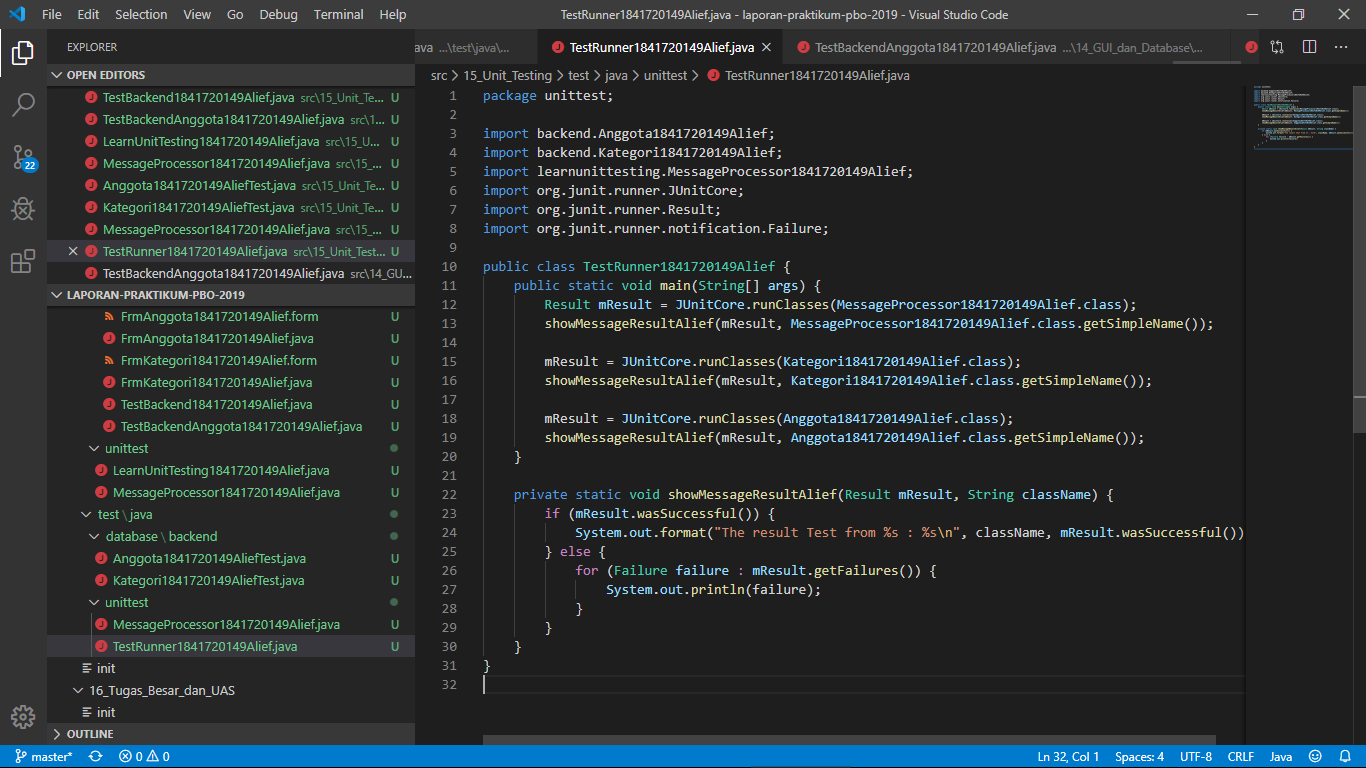 File Edit Selection View Go Debug Terminal Help
TestRunner1841720149Alief.java - laporan-praktikum-pbo-2019 - Visual Studio Code
EXPLORER
OPEN EDITORS
TestBackend1841720149Alief.java src\15_Unit_Te... U
TestBackendAnggota1841720149Alief.java src\1... U
LearnUnitTesting1841720149Alief.java src\15_U... U
MessageProcessor1841720149Alief.java src\15_... U
Anggota1841720149AliefTest.java src\15_Unit_Te... U
Kategori1841720149AliefTest.java src\15_Unit_Te... U
MessageProcessor1841720149Alief.java src\15_... U
TestRunner1841720149Alief.java src\15_Unit_Test... U
TestBackendAnggota1841720149Alief.java src\14_GU...
LAPORAN-PRAKTIKUM-PBO-2019
FrmAnggota1841720149Alief.form U
FrmAnggota1841720149Alief.java U
FrmKategori1841720149Alief.form U
FrmKategori1841720149Alief.java U
TestBackend1841720149Alief.java U
TestBackendAnggota1841720149Alief.java U
unittest
LearnUnitTesting1841720149Alief.java U
MessageProcessor1841720149Alief.java U
test \ java
database \ backend
Anggota1841720149AliefTest.java U
Kategori1841720149AliefTest.java U
unittest
MessageProcessor1841720149Alief.java U
TestRunner1841720149Alief.java U
init
16_Tugas_Besar_dan_UAS
init
OUTLINE
22
ava ...\test\java\...
TestRunner1841720149Alief.java
TestBackendAnggota1841720149Alief.java ...\14_GUI_dan_Database\...
src > 15_Unit_Testing > test > java > unittest > TestRunner1841720149Alief.java
1 package unittest;
2
3 import backend.Anggota1841720149Alief;
4 import backend.Kategori1841720149Alief;
5 import learnunittesting.MessageProcessor1841720149Alief;
6 import org.junit.runner.JUnitCore;
7 import org.junit.runner.Result;
8 import org.junit.runner.notification.Failure;
9
10 public class TestRunner1841720149Alief {
11 public static void main(String[] args) {
12 Result mResult = JUnitCore.runClasses(MessageProcessor1841720149Alief.class);
13 showMessageResultAlief(mResult, MessageProcessor1841720149Alief.class.getSimpleName());
14
15 mResult = JUnitCore.runClasses(Kategori1841720149Alief.class);
16 showMessageResultAlief(mResult, Kategori1841720149Alief.class.getSimpleName());
17
18 mResult = JUnitCore.runClasses(Anggota1841720149Alief.class);
19 showMessageResultAlief(mResult, Anggota1841720149Alief.class.getSimpleName());
20 }
21
22 private static void showMessageResultAlief(Result mResult, String className) {
23 if (mResult.wasSuccessful()) {
24 System.out.format("The result Test from %s : %s\n", className, mResult.wasSuccessful())
25 } else {
26 for (Failure failure : mResult.getFailures()) {
27 System.out.println(failure);
28 }
29 }
30 }
31 }
32
master* 0 0
Ln 32, Col 1 Spaces: 4 UTF-8 CRLF Java